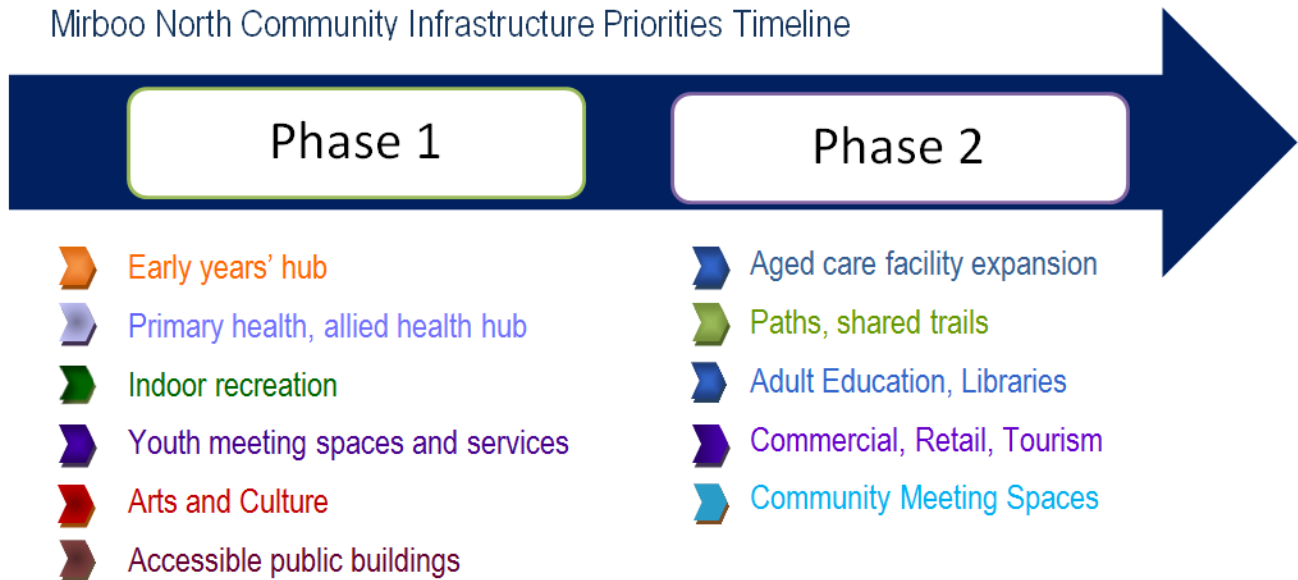 Mirboo North Community Infrastructure Priorities Timeline
Phase 1
Early years' hub
Primary health, allied health hub
Indoor recreation
Youth meeting spaces and services
Arts and Culture
Accessible public buildings
Phase 2
Aged care facility expansion
Paths, shared trails
Adult Education, Libraries
Commercial, Retail, Tourism
Community Meeting Spaces